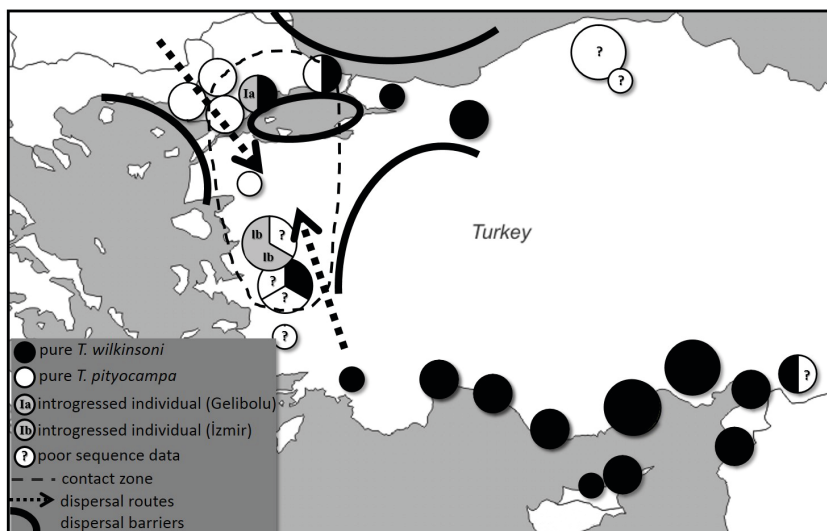 ?
?
Ia
Turkey
Ib
?
Ib
?
?
?
?
pure T. wilkinsoni
pure T. pityocampa
Ia introgressed individual (Gelibolu)
Ib introgressed individual (İzmir)
? poor sequence data
contact zone
dispersal routes
dispersal barriers